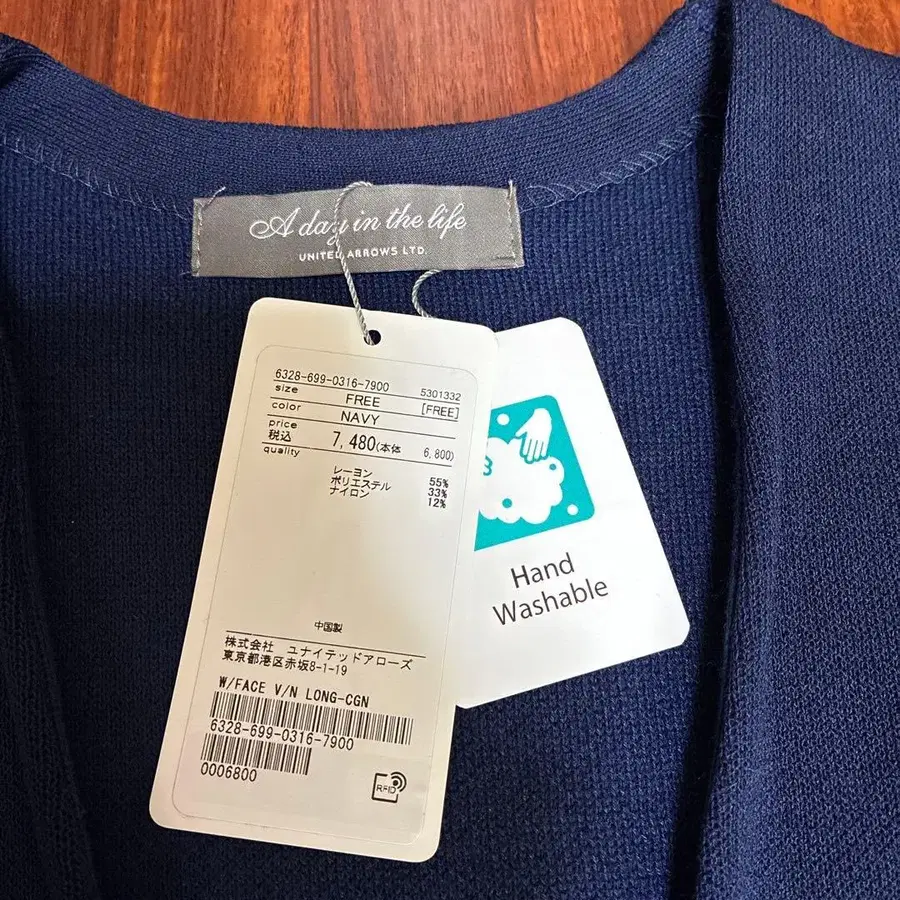 A day in the life
UNITED ARROWS LTD.
6328-699-0316-7900 5301332
size FREE [FREE]
color NAVY
price
税込 7,480(本体 6,800)
quality
レーヨン 55%
ポリエステル 33%
ナイロン 12%
中国製
株式会社 ユナイテッドアローズ
東京都港区赤坂8-1-19
W/FACE V/N LONG-CGN
6328-699-0316-7900
0006800
RFID
Hand
Washable